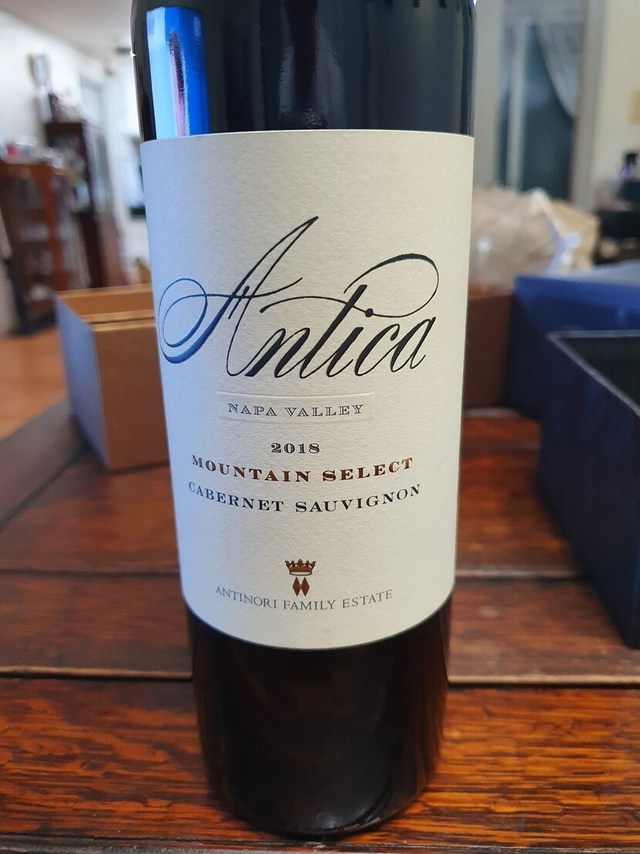 Antica
NAPA VALLEY
2018
MOUNTAIN SELECT
CABERNET SAUVIGNON
ANTINORI FAMILY ESTATE